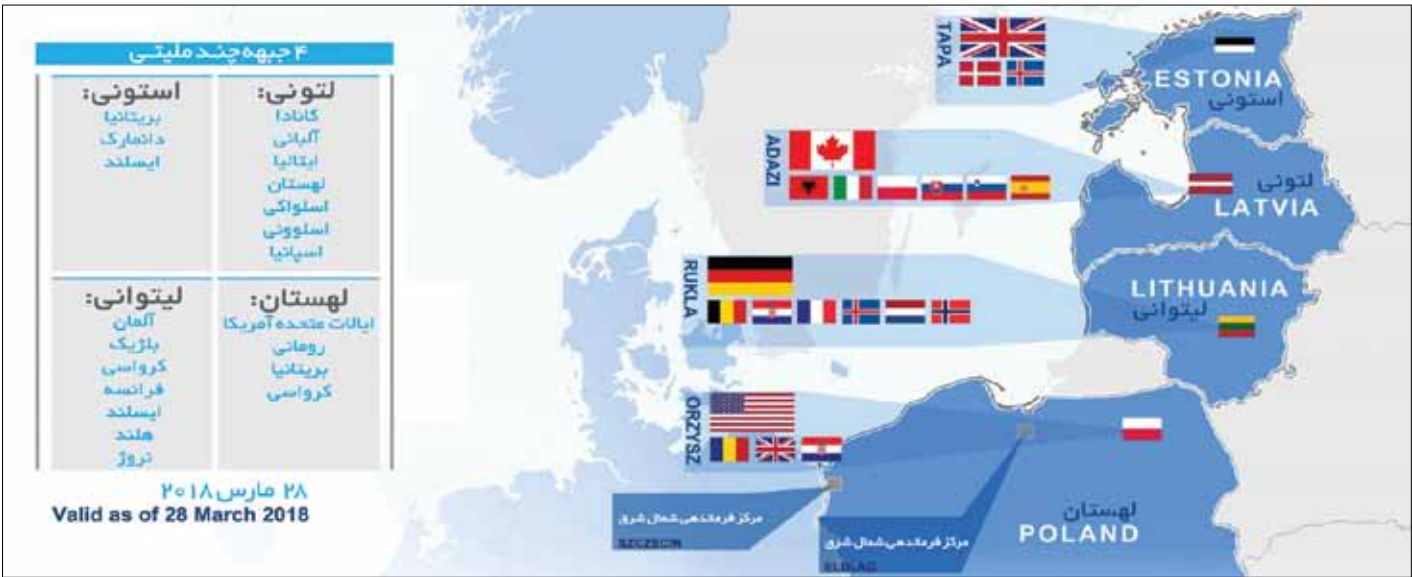 ۴ جبهه چند ملیتی
لتونی:
کانادا
آلبانی
ایتالیا
لهستان
اسلواکی
اسلوونی
اسپانیا
استونی:
بریتانیا
دانمارک
ایسلند
لهستان:
ایالات متحده آمریکا
رومانی
بریتانیا
کرواسی
لیتوانی:
آلمان
بلژیک
کرواسی
فرانسه
ایسلند
هلند
نروژ
۲۸ مارس ۲۰۱۸
Valid as of 28 March 2018
TAPA
ESTONIA
استونی
ADAZI
لتونی
LATVIA
RUKLA
LITHUANIA
لیتوانی
ORZYSZ
مرکز فرماندهی شمال شرق
SZCZECIN
مرکز فرماندهی شمال شرق
ELBLAG
لهستان
POLAND